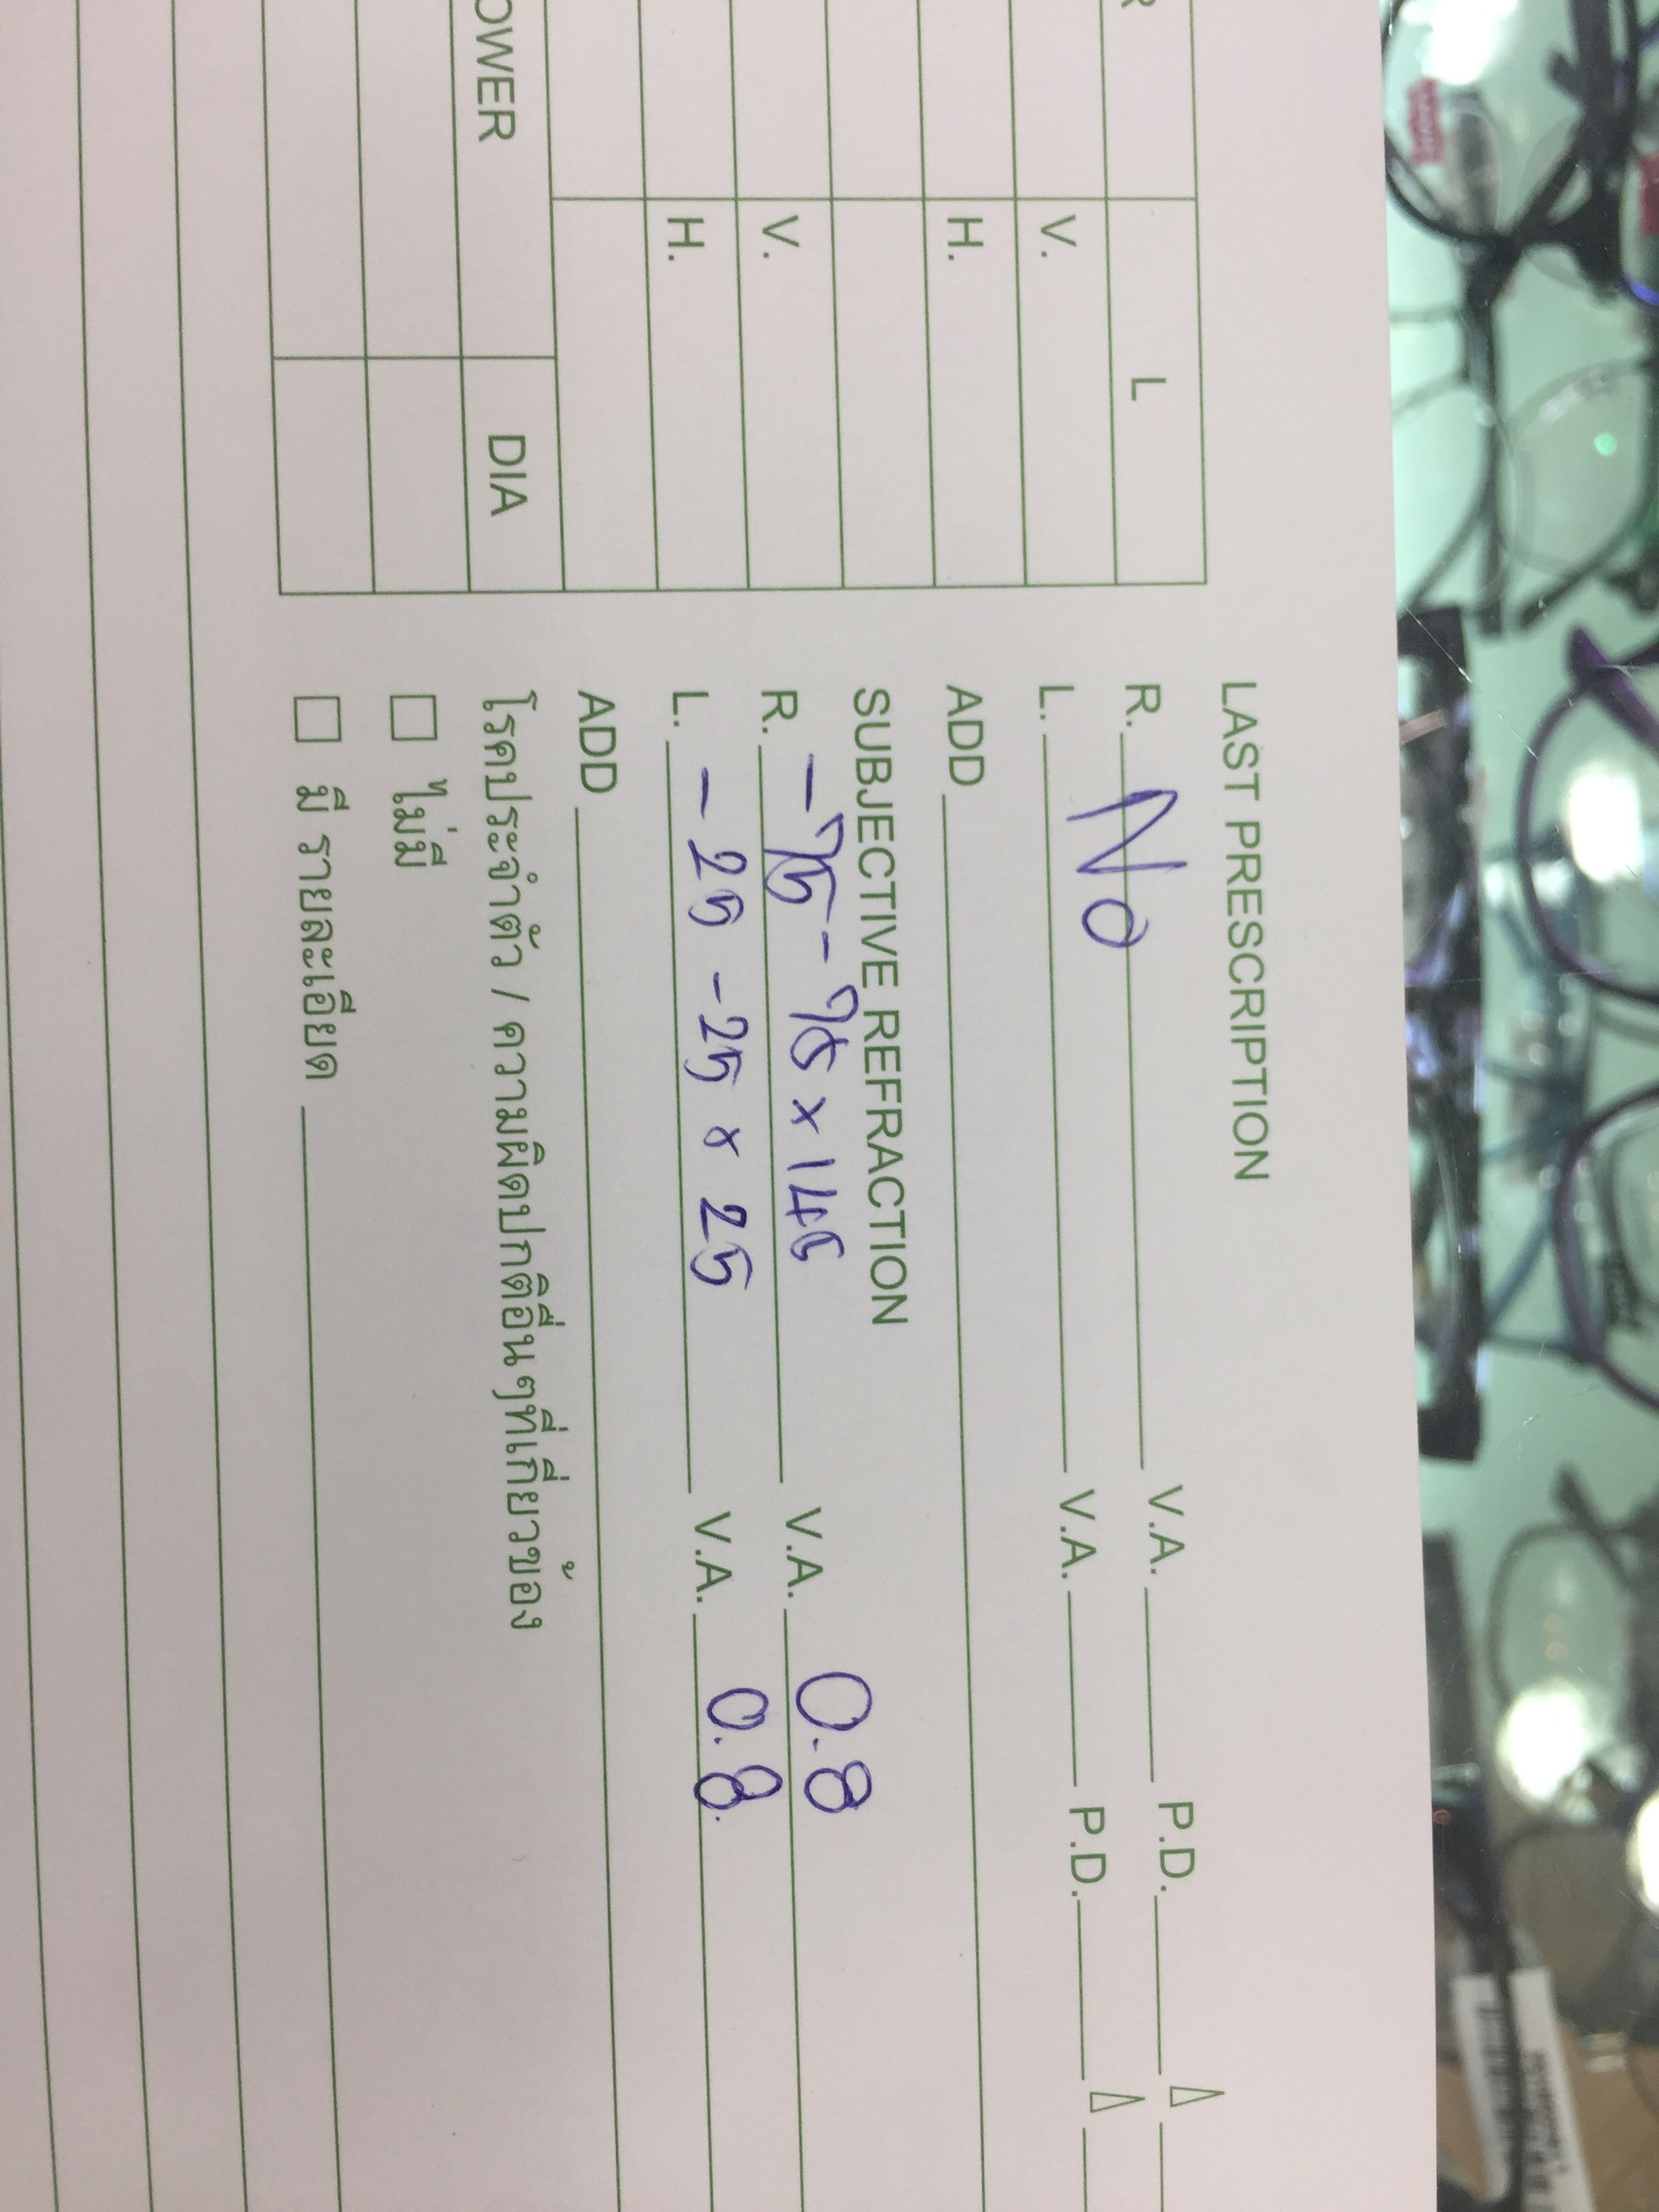 L
V.
H.
V.
H.
OWER DIA
LAST PRESCRIPTION
R. No V.A. P.D.
L. V.A. P.D.
ADD
SUBJECTIVE REFRACTION
R. -75 - 75 x 145 V.A. 0.8
L. - 25 - 25 x 25 V.A. 0.8
ADD
โรคประจำตัว / ความผิดปกติอื่นๆที่เกี่ยวข้อง
ไม่มี
มี รายละเอียด